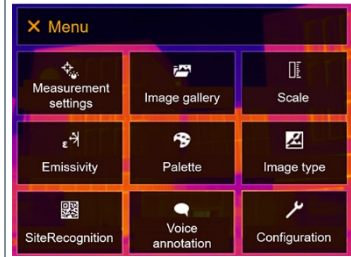 Menu
Measurement
settings
Image gallery
Scale
Emissivity
Palette
Image type
SiteRecognition
Voice
annotation
Configuration